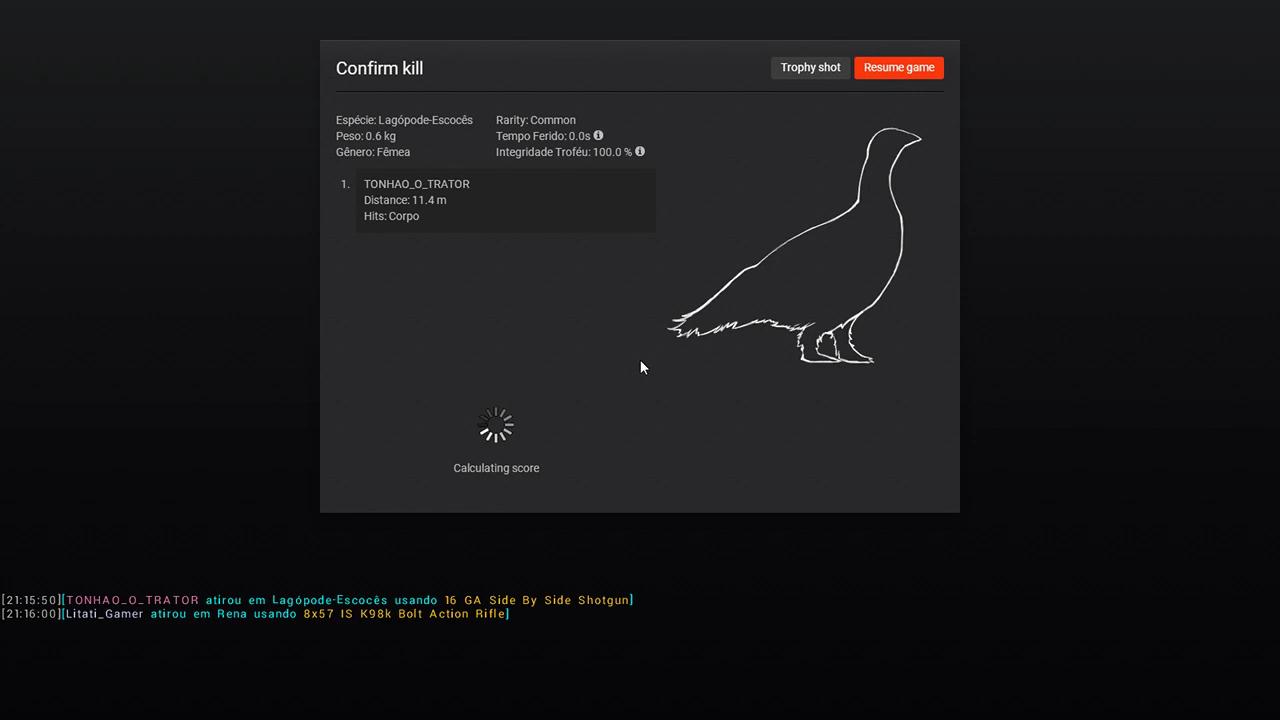 Confirm kill
Trophy shot
Resume game
Espécie: Lagópode-Escocês
Peso: 0.6 kg
Gênero: Fêmea
Rarity: Common
Tempo Ferido: 0.0s
Integridade Troféu: 100.0 %
1. TONHAO_O_TRATOR
Distance: 11.4 m
Hits: Corpo
Calculating score
[21:15:50][TONHAO_O_TRATOR atirou em Lagópode-Escocês usando 16 GA Side By Side Shotgun]
[21:16:00][Litati_Gamer atirou em Rena usando 8x57 IS K98k Bolt Action Rifle]